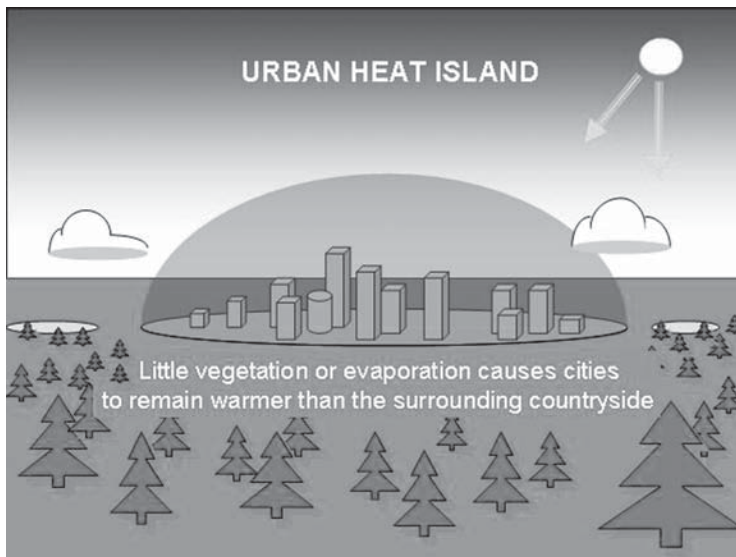 URBAN HEAT ISLAND
Little vegetation or evaporation causes cities
to remain warmer than the surrounding countryside